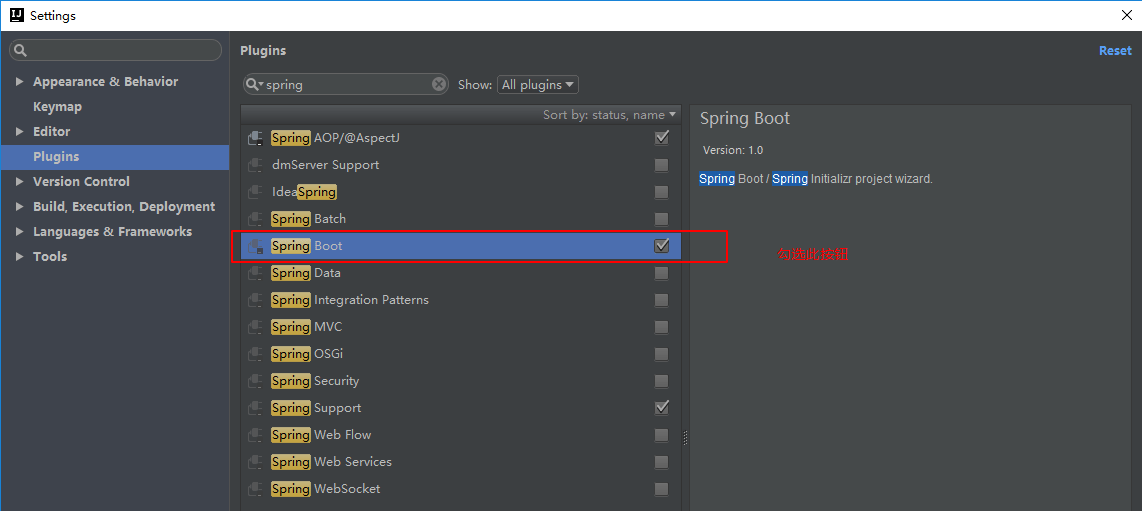 Settings
Plugins
Reset
spring
Show: All plugins
Appearance & Behavior
Keymap
Editor
Plugins
Version Control
Build, Execution, Deployment
Languages & Frameworks
Tools
Sort by: status, name
Spring AOP/@AspectJ
dmServer Support
IdeaSpring
Spring Batch
Spring Boot
Spring Data
Spring Integration Patterns
Spring MVC
Spring OSGi
Spring Security
Spring Support
Spring Web Flow
Spring Web Services
Spring WebSocket
Spring Boot
Version: 1.0
Spring Boot / Spring Initializr project wizard.
勾选此按钮